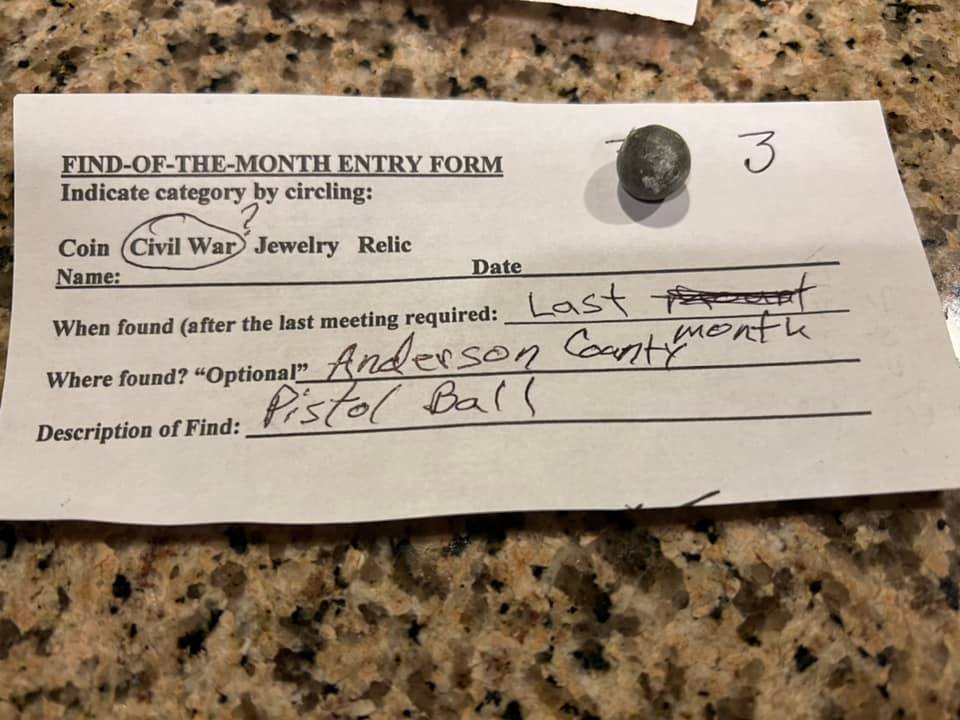 3
FIND-OF-THE-MONTH ENTRY FORM
Indicate category by circling:
?
Coin Civil War Jewelry Relic
Name: Date
When found (after the last meeting required: Last
month
Where found? “Optional” Anderson County
Description of Find: Pistol Ball